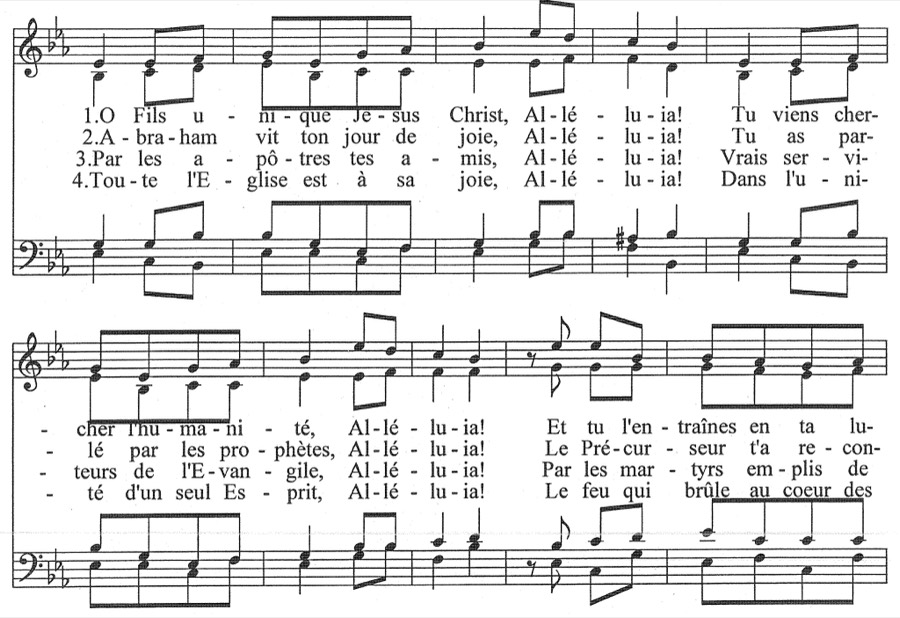 1.O Fils u - ni - que Jé - sus Christ, Al - lé - lu - ia! Tu viens cher-
2.A - bra - ham vit ton jour de joie, Al - lé - lu - ia! Tu as par-
3.Par les a - pô - tres tes a - mis, Al - lé - lu - ia! Vrais ser - vi-
4.Tou - te l'E - glise est à sa joie, Al - lé - lu - ia! Dans l'u - ni-
- cher l'hu - ma - ni - té, Al - lé - lu - ia! Et tu l'en - traînes en ta lu-
- lé par les pro - phètes, Al - lé - lu - ia! Le Pré - cur - seur t'a re - con-
- teurs de l'E - van - gile, Al - lé - lu - ia! Par les mar - tyrs em - plis de
- té d'un seul Es - prit, Al - lé - lu - ia! Le feu qui brûle au coeur des